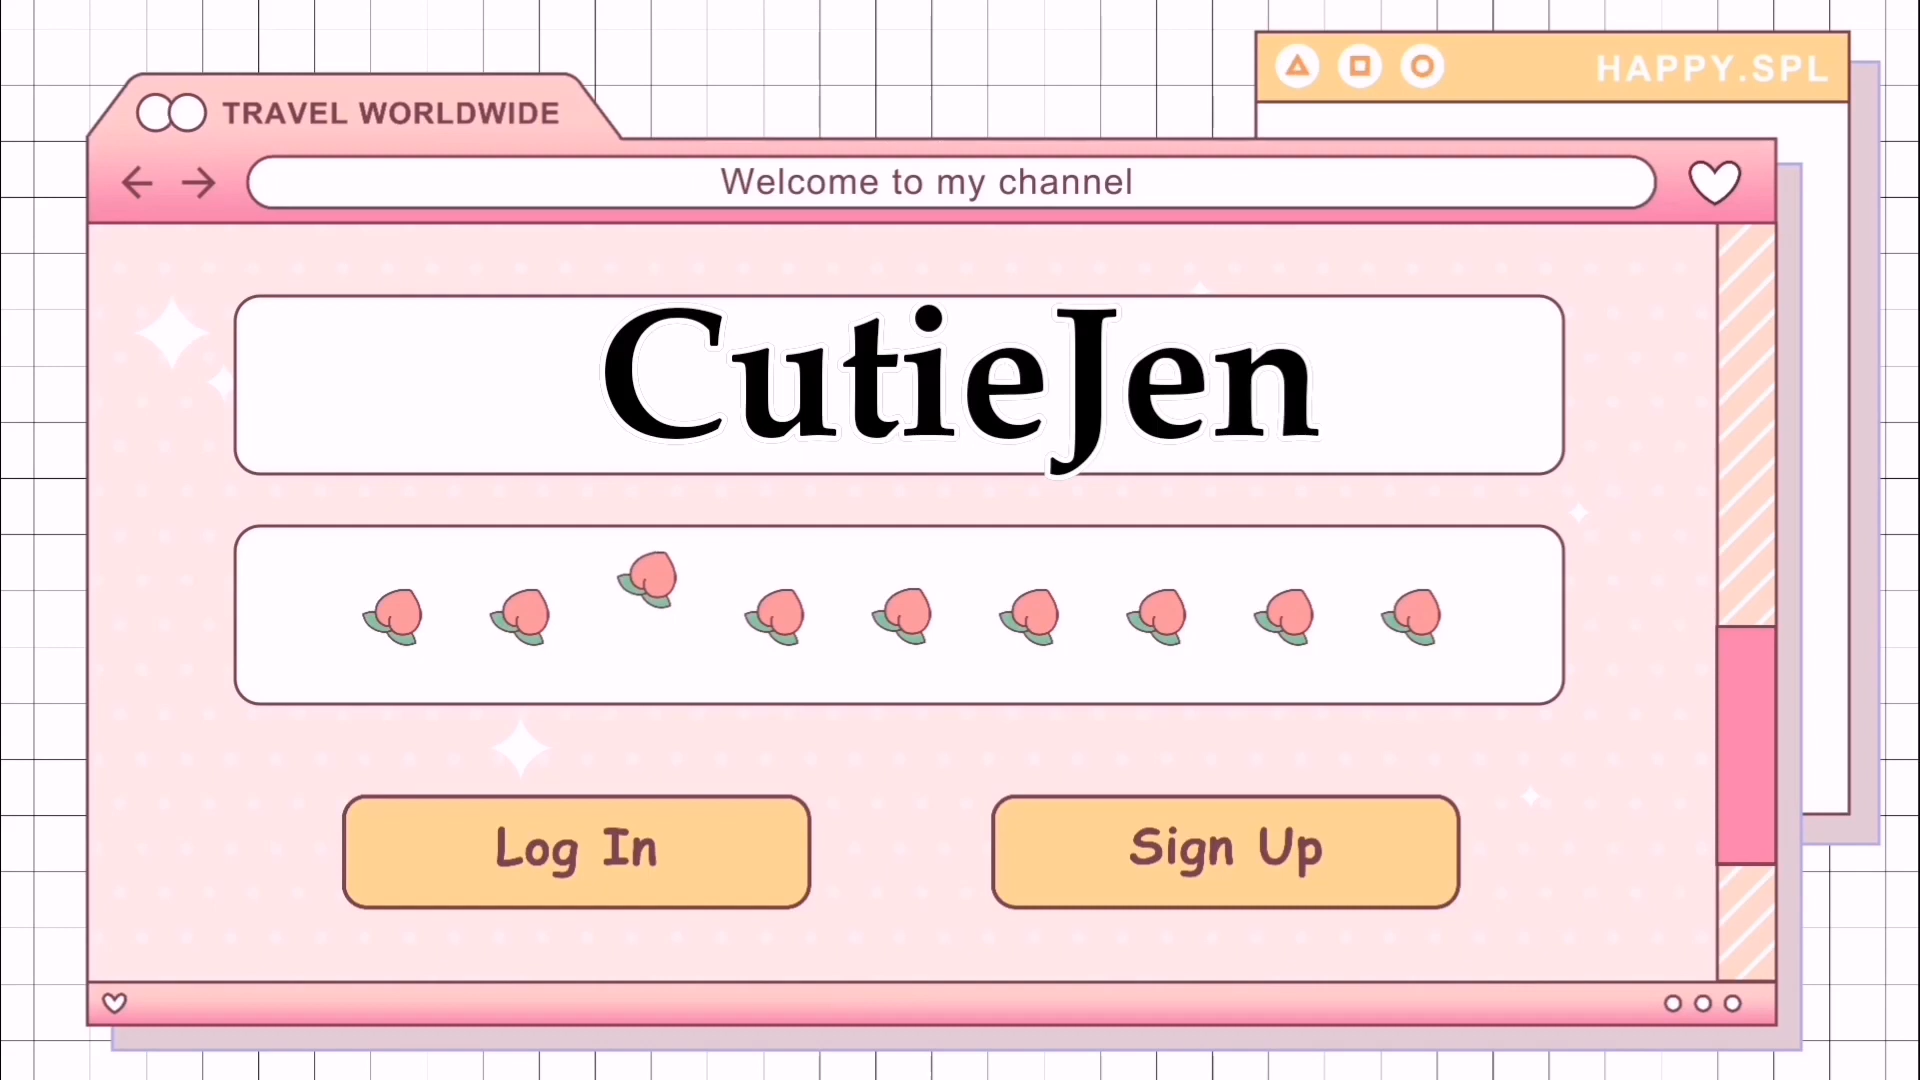 HAPPY.SPL
TRAVEL WORLDWIDE
Welcome to my channel
CutieJen
Log In
Sign Up